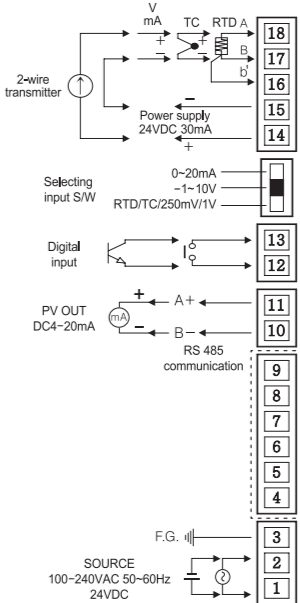 V
mA TC RTD A
+ + 18
− − B 17
b' 16
2-wire
transmitter
− 15
Power supply
24VDC 30mA 14
+
0~20mA
Selecting
input S/W
−1~10V
RTD/TC/250mV/1V
Digital
input
13
12
PV OUT
DC4-20mA
+ A+ 11
mA
− B− 10
RS 485
communication
9
8
7
6
5
4
F.G. 3
SOURCE
100-240VAC 50~60Hz
24VDC
2
1